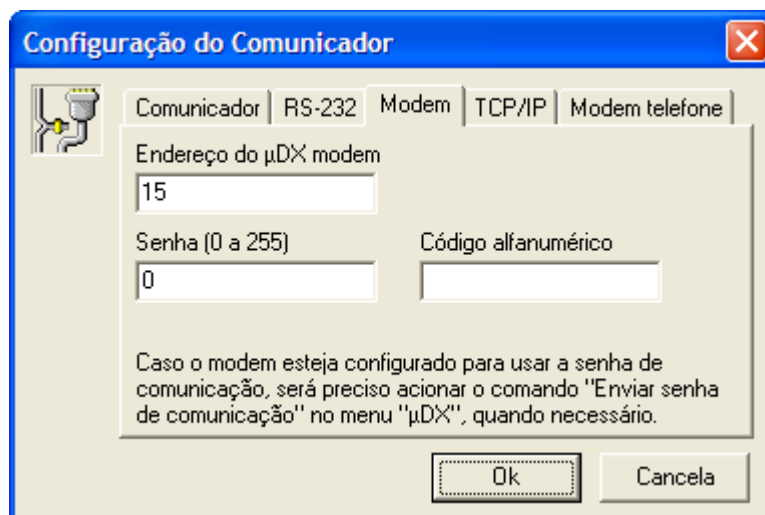 Configuração do Comunicador
Comunicador RS-232 Modem TCP/IP Modem telefone
Endereço do µDX modem
15
Senha (0 a 255) Código alfanumérico
0
Caso o modem esteja configurado para usar a senha de
comunicação, será preciso acionar o comando "Enviar senha
de comunicação" no menu "µDX", quando necessário.
Ok Cancela